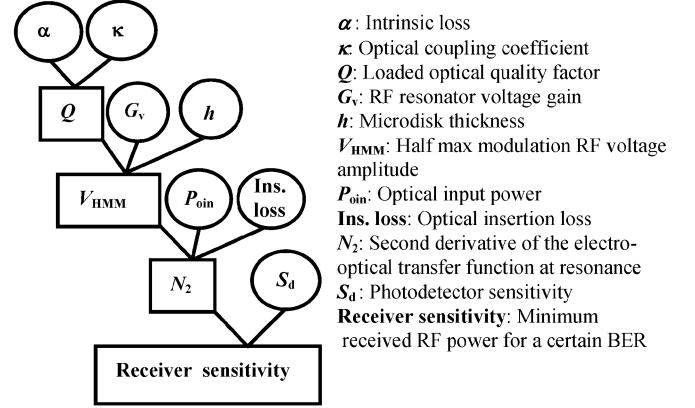 α
κ
Q
Gv
h
VHMM
Poin
Ins.
loss
N2
Sd
Receiver sensitivity
α: Intrinsic loss
κ: Optical coupling coefficient
Q: Loaded optical quality factor
Gv: RF resonator voltage gain
h: Microdisk thickness
VHMM: Half max modulation RF voltage
amplitude
Poin: Optical input power
Ins. loss: Optical insertion loss
N2: Second derivative of the electro-
optical transfer function at resonance
Sd: Photodetector sensitivity
Receiver sensitivity: Minimum
received RF power for a certain BER